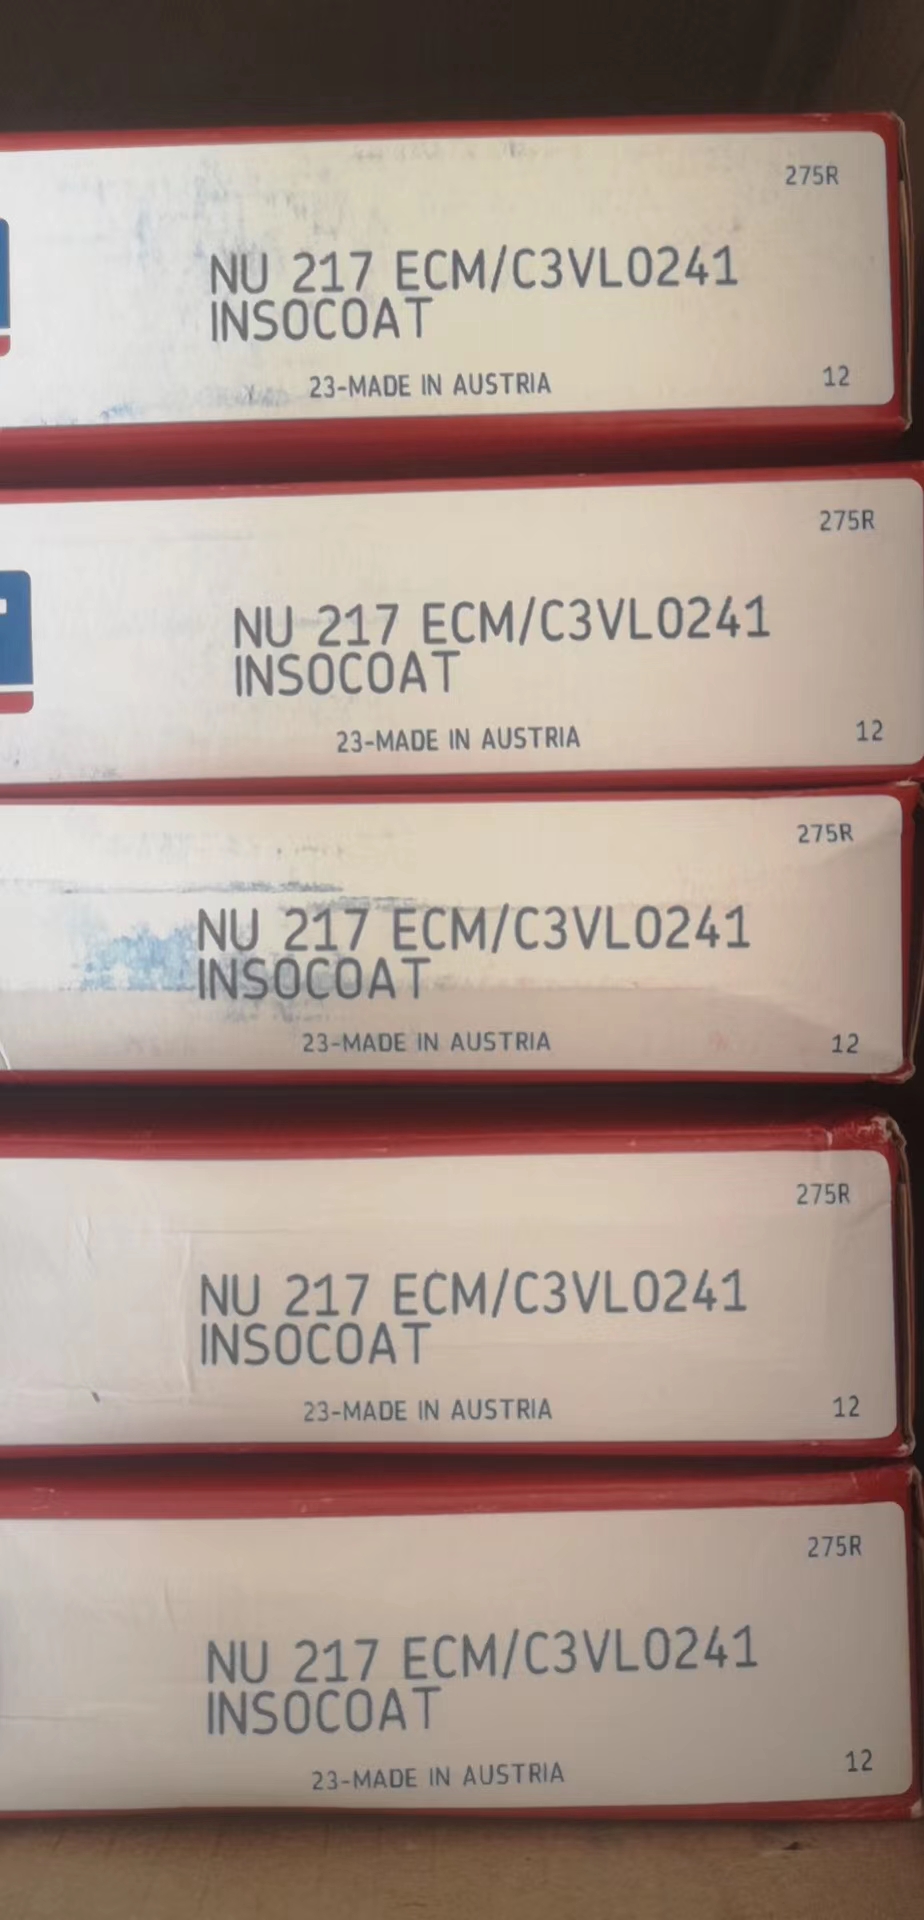 275R
NU 217 ECM/C3VL0241
INSOCOAT
23-MADE IN AUSTRIA
12
275R
NU 217 ECM/C3VL0241
INSOCOAT
23-MADE IN AUSTRIA
12
275R
NU 217 ECM/C3VL0241
INSOCOAT
23-MADE IN AUSTRIA
12
275R
NU 217 ECM/C3VL0241
INSOCOAT
23-MADE IN AUSTRIA
12
275R
NU 217 ECM/C3VL0241
INSOCOAT
23-MADE IN AUSTRIA
12